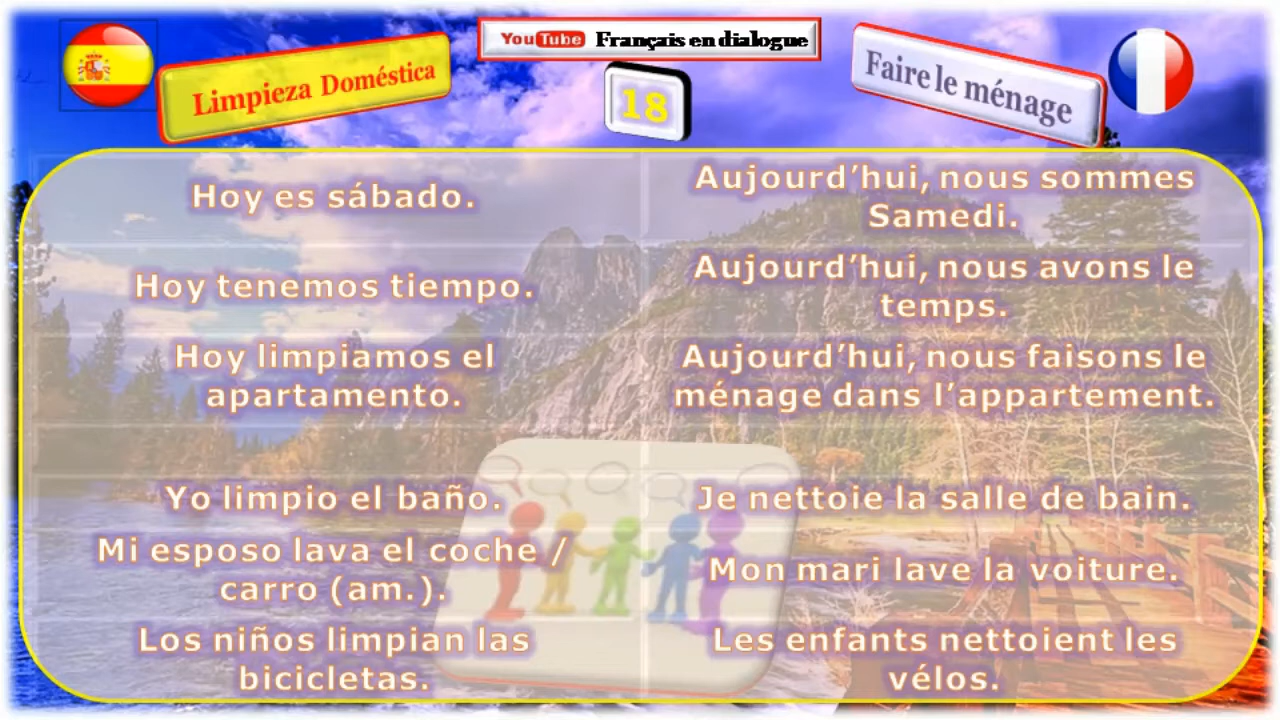 YouTube Français en dialogue
Limpieza Doméstica
18
Faire le ménage
Hoy es sábado.
Aujourd’hui, nous sommes
Samedi.
Hoy tenemos tiempo.
Aujourd’hui, nous avons le
temps.
Hoy limpiamos el
apartamento.
Aujourd’hui, nous faisons le
ménage dans l’appartement.
Yo limpio el baño.
Je nettoie la salle de bain.
Mi esposo lava el coche /
carro (am.).
Mon mari lave la voiture.
Los niños limpian las
bicicletas.
Les enfants nettoient les
vélos.